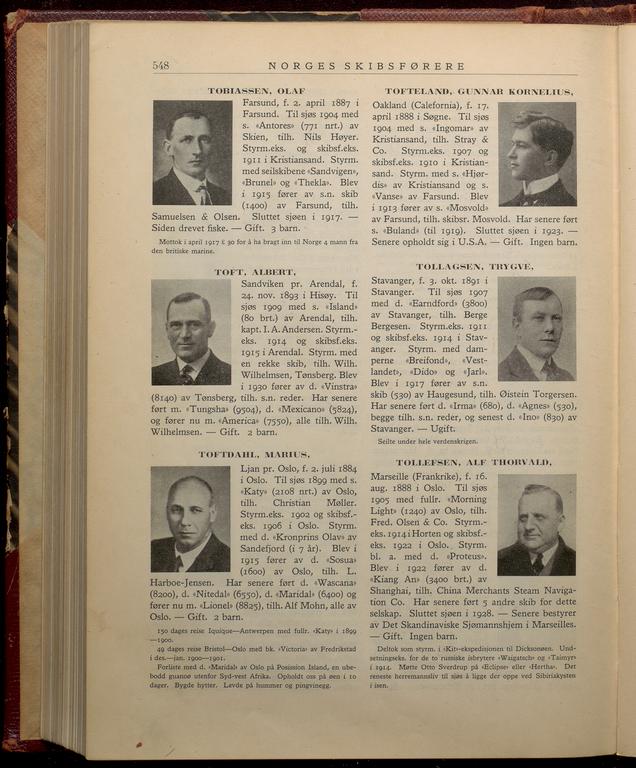 548
NORGES SKIBSFØRERE
TOBIASSEN, OLAF
Farsund, f. 2. april 1887 i
Farsund. Til sjøs 1904 med
s. «Antores» (771 nrt.) av
Skien, tilh. Nils Høyer.
Styrm.eks. og skibsf.eks.
1911 i Kristiansand. Styrm.
med seilskibene «Sandvigen»,
«Brunel» og «Thekla». Blev
i 1915 fører av s.n. skib
(1400) av Farsund, tilh.
Samuelsen & Olsen. Sluttet sjøen i 1917. —
Siden drevet fiske. — Gift. 3 barn.
Mottok i april 1917 £ 30 for å ha bragt inn til Norge 4 mann fra
den britiske marine.
TOFT, ALBERT,
Sandviken pr. Arendal, f.
24. nov. 1893 i Hisøy. Til
sjøs 1909 med s. «Island»
(80 brt.) av Arendal, tilh.
kapt. I. A. Andersen. Styrm.-
eks. 1914 og skibsf.eks.
1915 i Arendal. Styrm. med
en rekke skib, tilh. Wilh.
Wilhelmsen, Tønsberg. Blev
i 1930 fører av d. «Vinstra»
(8140) av Tønsberg, tilh. s.n. reder. Har senere
ført m. «Tungsha» (9504), d. «Mexicano» (5824),
og fører nu m. «America» (7550), alle tilh. Wilh.
Wilhelmsen. — Gift. 2 barn.
TOFTDAHL, MARIUS,
Ljan pr. Oslo, f. 2. juli 1884
i Oslo. Til sjøs 1899 med s.
«Katy» (2108 nrt.) av Oslo,
tilh. Christian Møller.
Styrm.eks. 1902 og skibsf.-
eks. 1906 i Oslo. Styrm.
med d. «Kronprins Olav» av
Sandefjord (i 7 år). Blev i
1915 fører av d. «Sosua»
(1600) av Oslo, tilh. L.
Harboe-Jensen. Har senere ført d. «Wascana»
(8200), d. «Nitedal» (6550), d. «Maridal» (6400) og
fører nu m. «Lionel» (8825), tilh. Alf Mohn, alle av
Oslo. — Gift. 2 barn.
150 dages reise Iquique—Antwerpen med fullr. «Katy» i 1899
—1900.
49 dages reise Bristol—Oslo med bk. «Victoria» av Fredrikstad
i des.—jan. 1900—1901.
Forliste med d. «Maridal» av Oslo på Posission Island, en ube-
bodd guanoø utenfor Syd-vest Afrika. Opholdt oss på øen i 10
dager. Bygde hytter. Levde på hummer og pingvinegg.
TOFTELAND, GUNNAR KORNELIUS,
Oakland (Calefornia), f. 17.
april 1888 i Søgne. Til sjøs
1904 med s. «Ingomar» av
Kristiansand, tilh. Stray &
Co. Styrm.eks. 1907 og
skibsf.eks. 1910 i Kristian-
sand. Styrm. med s. «Hjør-
dis» av Kristiansand og s.
«Vanse» av Farsund. Blev
i 1913 fører av s. «Mosvold»
av Farsund, tilh. skibsr. Mosvold. Har senere ført
s. «Buland» (til 1919). Sluttet sjøen i 1923. —
Senere opholdt sig i U.S.A. — Gift. Ingen barn.
TOLLAGSEN, TRYGVE,
Stavanger, f. 3. okt. 1891 i
Stavanger. Til sjøs 1907
med d. «Earndford» (3800)
av Stavanger, tilh. Berge
Bergesen. Styrm.eks. 1911
og skibsf.eks. 1914 i Stav-
anger. Styrm. med dam-
perne «Breifond», «Vest-
landet», «Dido» og «Jarl».
Blev i 1917 fører av s.n.
skib (530) av Haugesund, tilh. Øistein Torgersen.
Har senere ført d. «Irma» (680), d. «Agnes» (530),
begge tilh. s.n. reder, og senest d. «Ino» (830) av
Stavanger. — Ugift.
Seilte under hele verdenskrigen.
TOLLEFSEN, ALF THORVALD,
Marseille (Frankrike), f. 16.
aug. 1888 i Oslo. Til sjøs
1905 med fullr. «Morning
Light» (1240) av Oslo, tilh.
Fred. Olsen & Co. Styrm.-
eks. 1914 i Horten og skibsf.-
eks. 1922 i Oslo. Styrm.
bl. a. med d. «Proteus».
Blev i 1922 fører av d.
«Kiang An» (3400 brt.) av
Shanghai, tilh. China Merchants Steam Naviga-
tion Co. Har senere ført 5 andre skib for dette
selskap. Sluttet sjøen i 1928. — Senere bestyrer
av Det Skandinaviske Sjømannshjem i Marseilles.
— Gift. Ingen barn.
Deltok som styrm. i «Kit»-ekspedisjonen til Dicksonøen. Und-
setningseks. for de to russiske isbrytere «Waigatsch» og «Taimyr»
i 1914. Møtte Otto Sverdrup på «Eclipse» eller «Hertha». Det
reneste herremannsliv til sjøs å ligge der oppe ved Sibiriakysten
i isen.